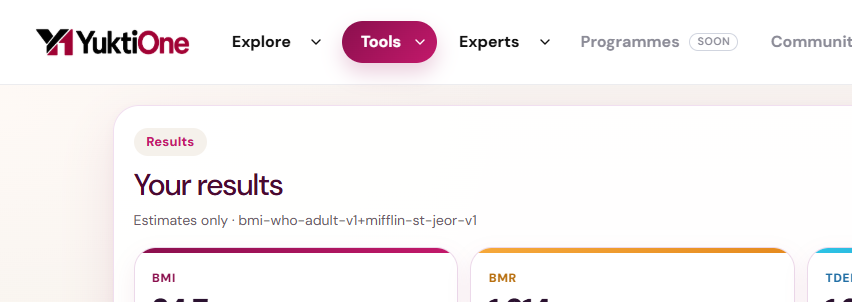 YuktiOne Explore Tools Experts Programmes SOON
Results
Your results
Estimates only · bmi-who-adult-v1+mifflin-st-jeor-v1
BMI BMR